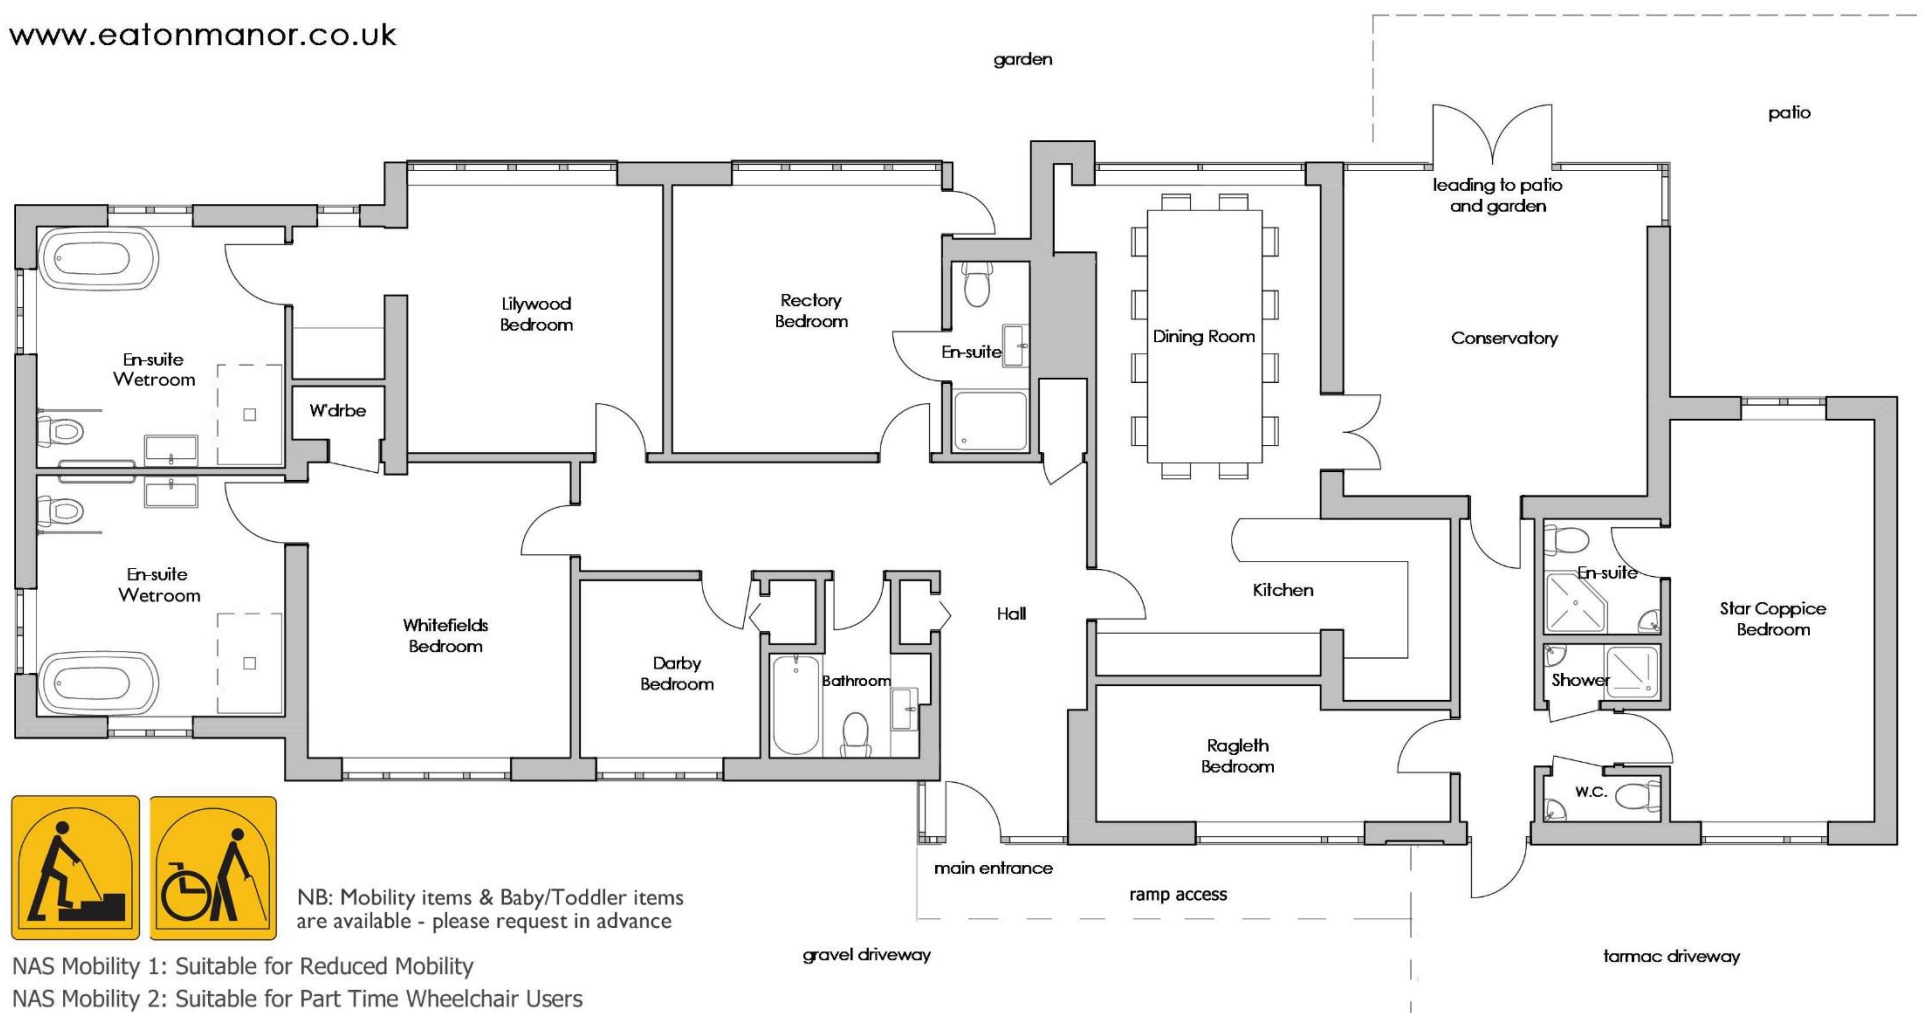 www.eatonmanor.co.uk
garden
patio
leading to patio
and garden
Lilywood
Bedroom
Rectory
Bedroom
En-suite
Dining Room
Conservatory
En-suite
Wetroom
W'drbe
En-suite
Wetroom
Whitefields
Bedroom
Darby
Bedroom
Bathroom
Hall
Kitchen
En-suite
Star Coppice
Bedroom
Shower
Ragleth
Bedroom
W.C.
main entrance
ramp access
NB: Mobility items & Baby/Toddler items
are available - please request in advance
gravel driveway
tarmac driveway
NAS Mobility 1: Suitable for Reduced Mobility
NAS Mobility 2: Suitable for Part Time Wheelchair Users